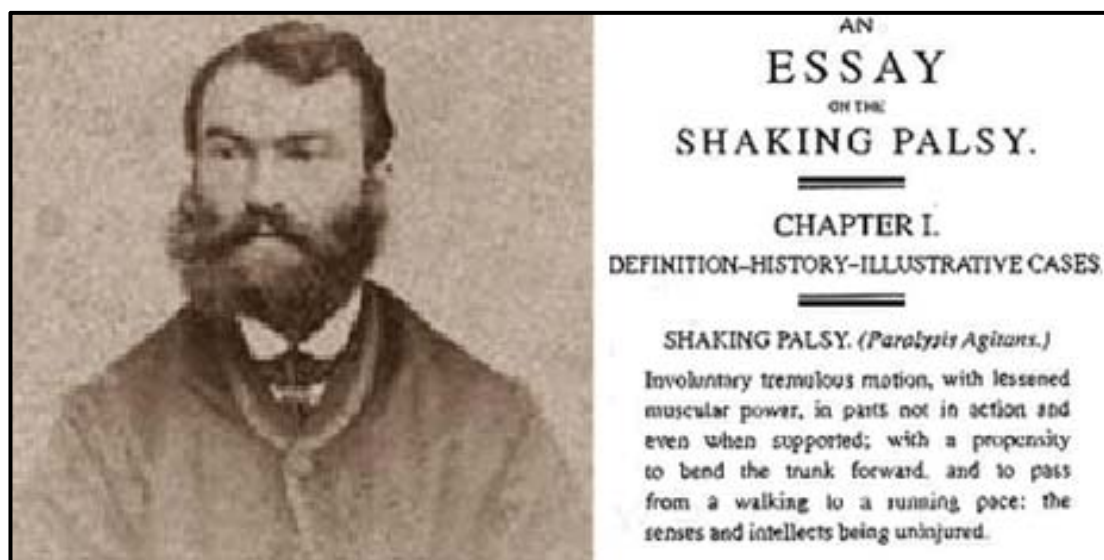 AN
ESSAY
ON THE
SHAKING PALSY.
CHAPTER I.
DEFINITION–HISTORY–ILLUSTRATIVE CASES.
SHAKING PALSY. (Paralysis Agitans.)
Involuntary tremulous motion, with lessened
muscular power, in parts not in action and
even when supported; with a propensity
to bend the trunk forward, and to pass
from a walking to a running pace: the
senses and intellects being uninjured.